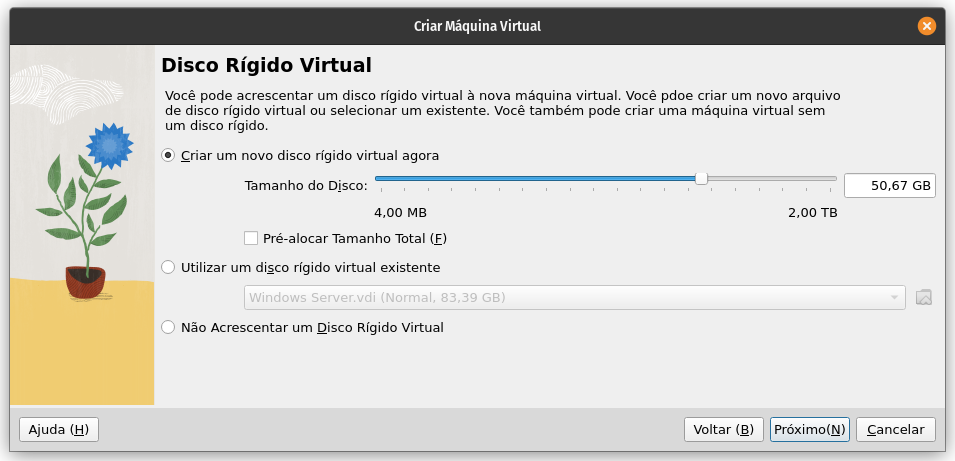 Criar Máquina Virtual
Disco Rígido Virtual
Você pode acrescentar um disco rígido virtual à nova máquina virtual. Você pdoe criar um novo arquivo
de disco rígido virtual ou selecionar um existente. Você também pode criar uma máquina virtual sem
um disco rígido.
Criar um novo disco rígido virtual agora
Tamanho do Disco:
50,67 GB
4,00 MB
2,00 TB
Pré-alocar Tamanho Total (F)
Utilizar um disco rígido virtual existente
Windows Server.vdi (Normal, 83,39 GB)
Não Acrescentar um Disco Rígido Virtual
Ajuda (H)
Voltar (B)
Próximo(N)
Cancelar